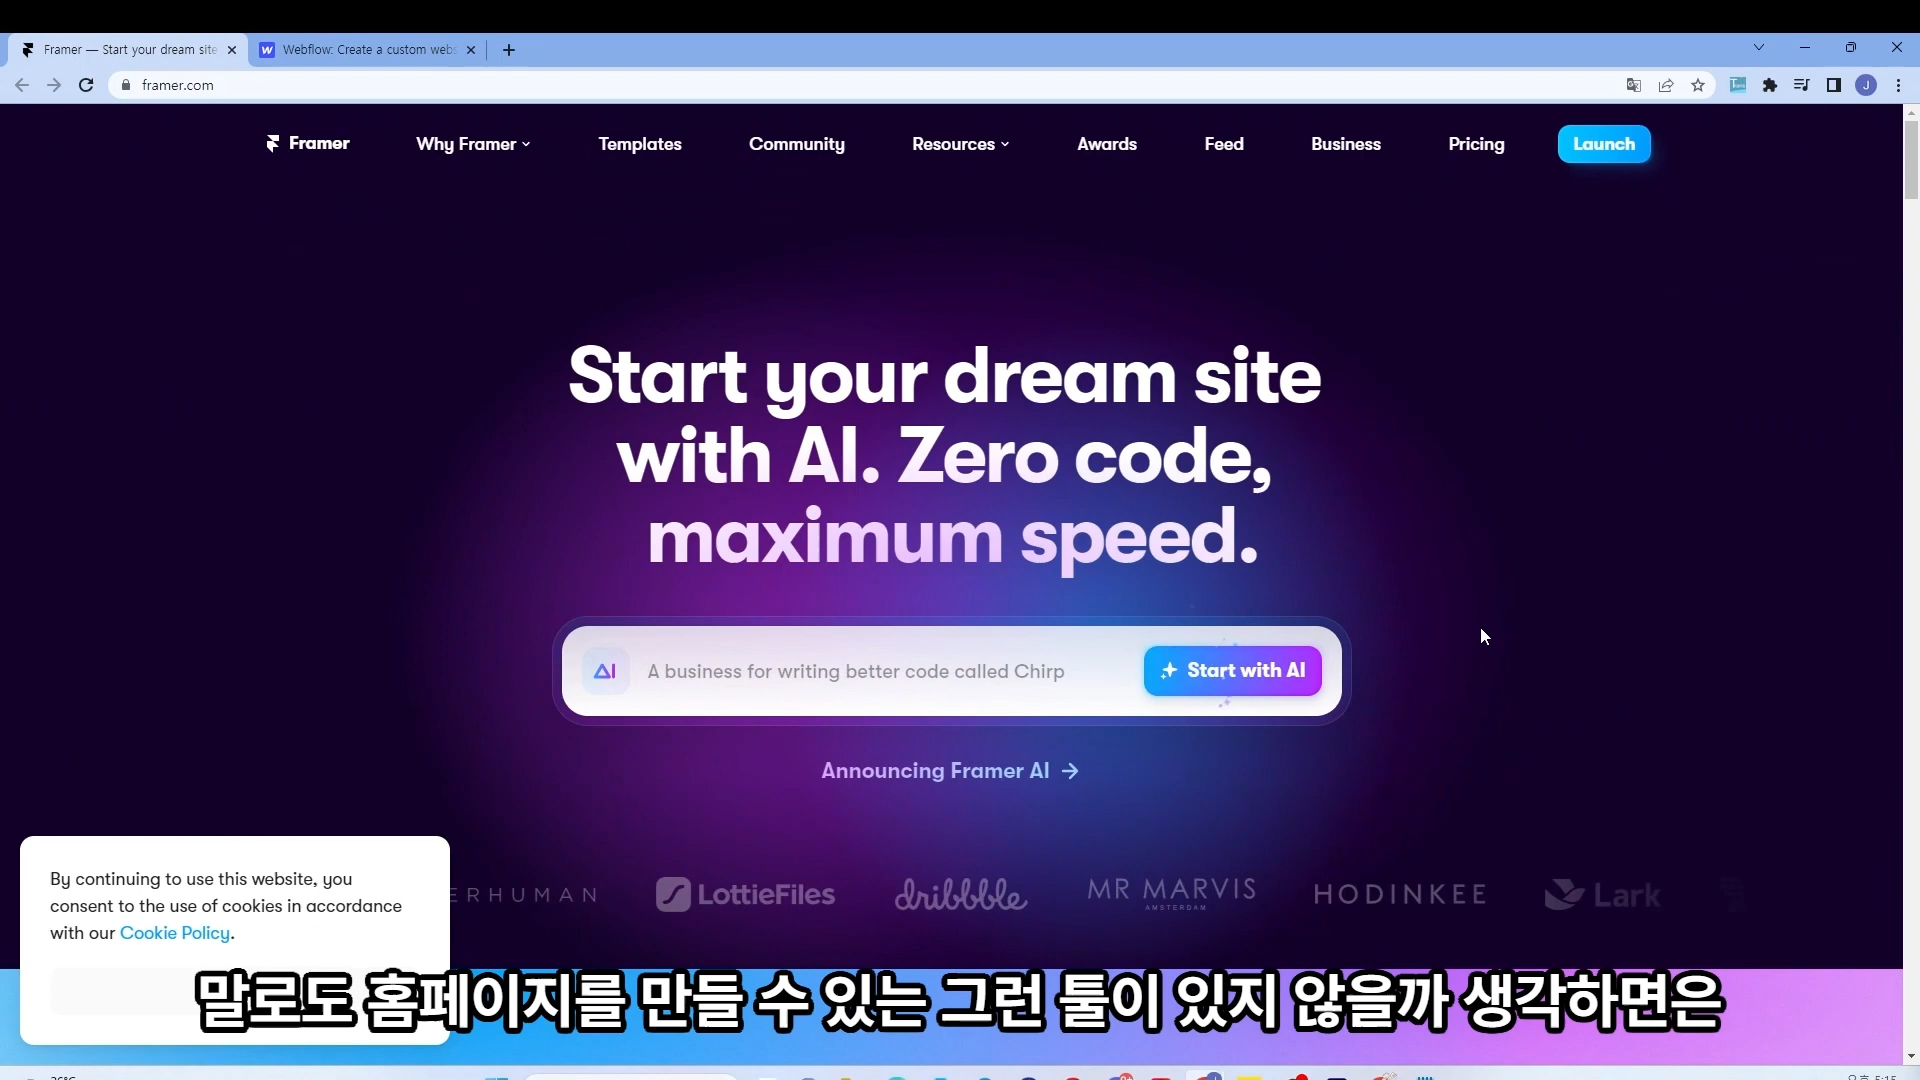 Framer — Start your dream site
Webflow: Create a custom webs
framer.com
J
Framer
Why Framer
Templates
Community
Resources
Awards
Feed
Business
Pricing
Launch
Start your dream site
with AI. Zero code,
maximum speed.
AI
A business for writing better code called Chirp
Start with AI
Announcing Framer AI →
ERHUMAN
LottieFiles
dribbble
MR MARVIS
AMSTERDAM
HODINKEE
Lark
By continuing to use this website, you
consent to the use of cookies in accordance
with our Cookie Policy.
말로도 홈페이지를 만들 수 있는 그런 툴이 있지 않을까 생각하면은